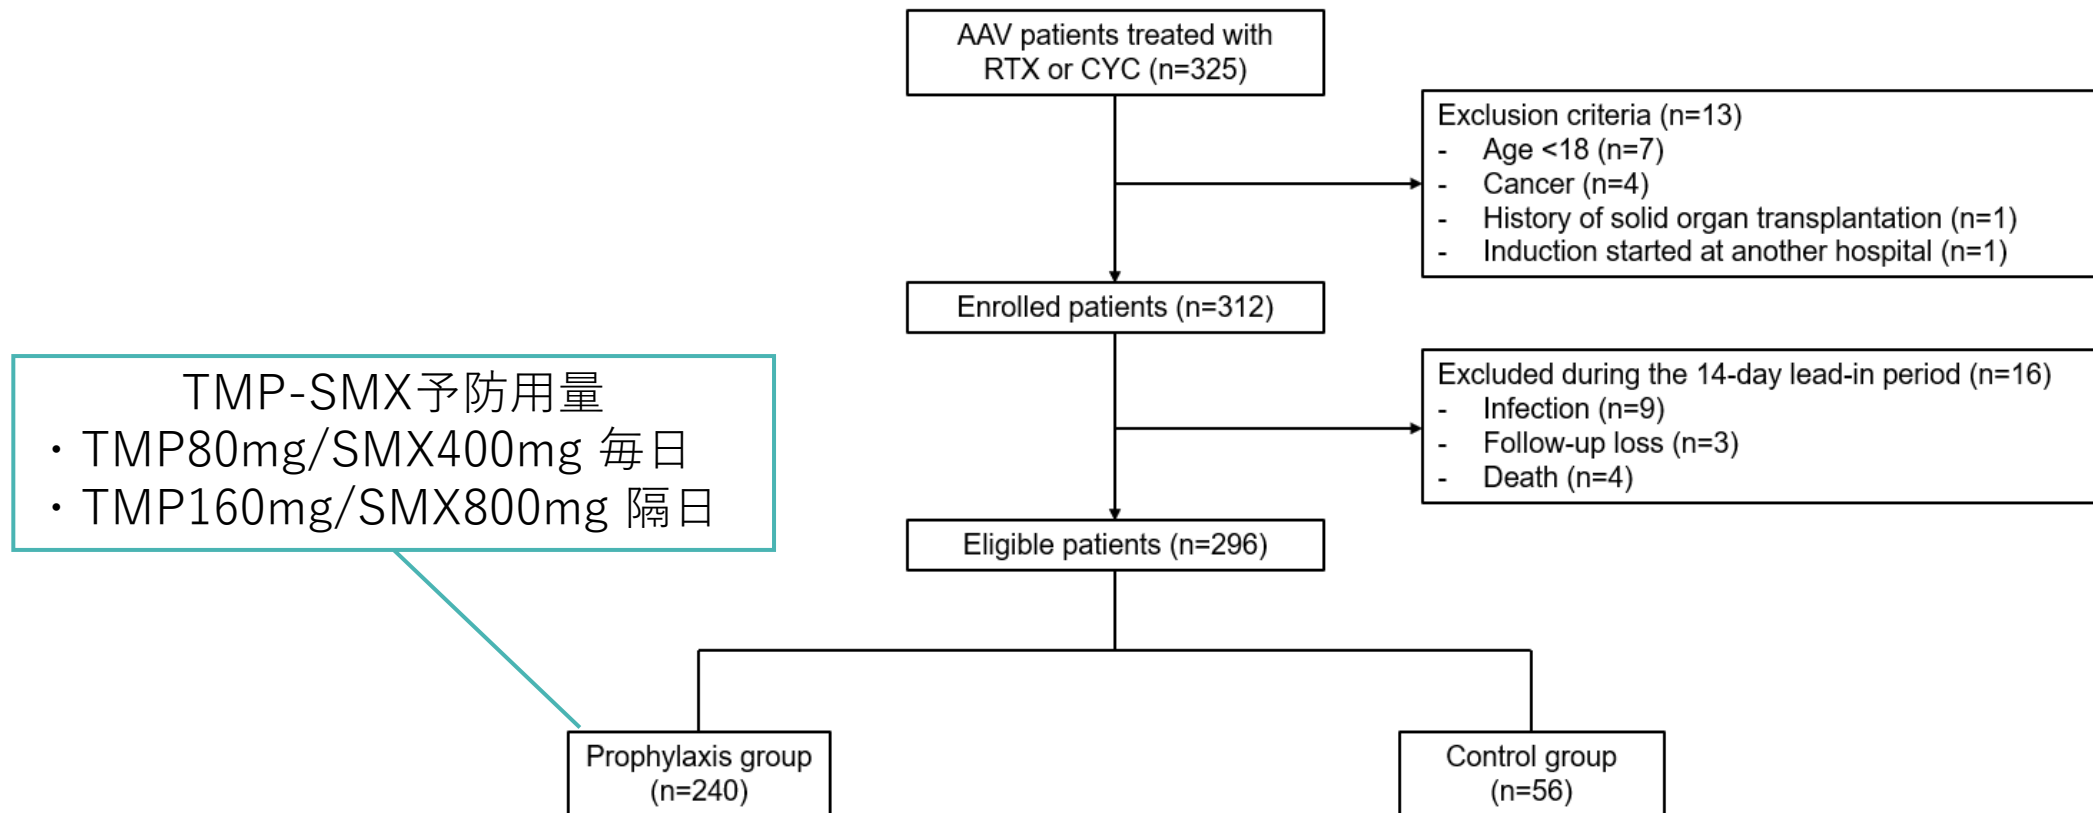 AAV patients treated with
RTX or CYC (n=325)
Exclusion criteria (n=13)
- Age <18 (n=7)
- Cancer (n=4)
- History of solid organ transplantation (n=1)
- Induction started at another hospital (n=1)
Enrolled patients (n=312)
Excluded during the 14-day lead-in period (n=16)
- Infection (n=9)
- Follow-up loss (n=3)
- Death (n=4)
TMP-SMX予防用量
・TMP80mg/SMX400mg 毎日
・TMP160mg/SMX800mg 隔日
Eligible patients (n=296)
Prophylaxis group
(n=240)
Control group
(n=56)